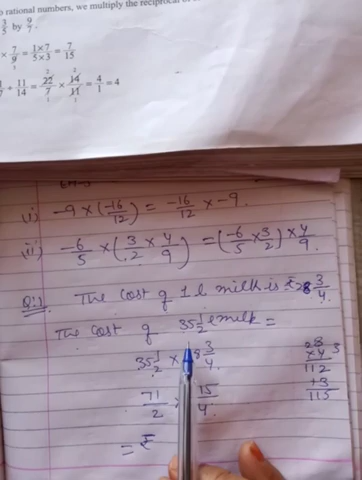 o rational numbers, we multiply the reciprocal of
3/5 by 9/7.
× 7/9 = 1×7/5×3 = 7/15
÷ 11/14 = 22/7 × 14/11 = 4/1 = 4
(i) -9 × (-16/12) = -16/12 × -9.
(ii) -6/5 × (3/2 × 4/9) = (-6/5 × 3/2) × 4/9.
Q:1. The cost of 1 l milk is ₹28 3/4.
The cost of 35 1/2 l milk =
35 1/2 × 8 3/4
28
×4
112
+3
115
71/2 15/4
= ₹